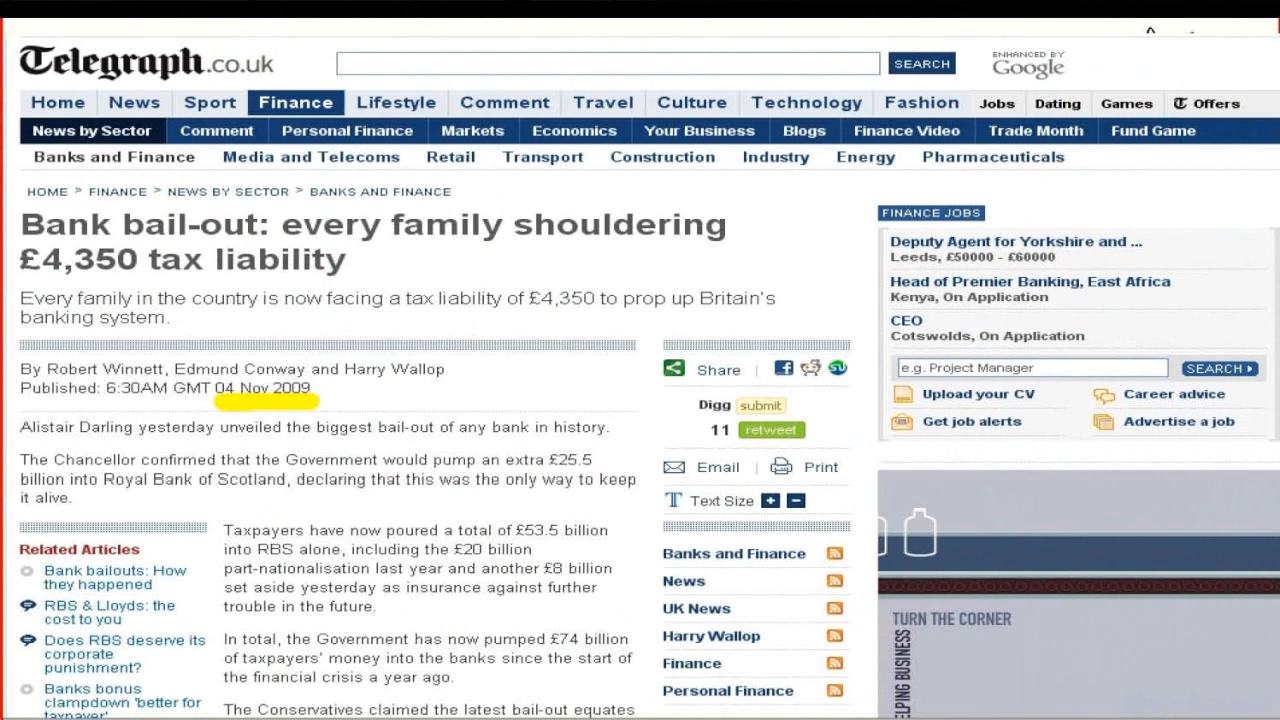 Telegraph.co.uk
SEARCH
ENHANCED BY
Google
Home News Sport Finance Lifestyle Comment Travel Culture Technology Fashion Jobs Dating Games T Offers
News by Sector Comment Personal Finance Markets Economics Your Business Blogs Finance Video Trade Month Fund Game
Banks and Finance Media and Telecoms Retail Transport Construction Industry Energy Pharmaceuticals
HOME > FINANCE > NEWS BY SECTOR > BANKS AND FINANCE
Bank bail-out: every family shouldering
£4,350 tax liability
Every family in the country is now facing a tax liability of £4,350 to prop up Britain's
banking system.
By Robert Winnett, Edmund Conway and Harry Wallop
Published: 6:30AM GMT 04 Nov 2009
Alistair Darling yesterday unveiled the biggest bail-out of any bank in history.
The Chancellor confirmed that the Government would pump an extra £25.5
billion into Royal Bank of Scotland, declaring that this was the only way to keep
it alive.
Related Articles
Bank bailouts: How
they happened
RBS & Lloyds: the
cost to you
Does RBS deserve its
corporate
punishment?
Banks bonus
clampdown 'better for
taxpayer'
Taxpayers have now poured a total of £53.5 billion
into RBS alone, including the £20 billion
part-nationalisation last year and another £8 billion
set aside yesterday as insurance against further
trouble in the future.
In total, the Government has now pumped £74 billion
of taxpayers' money into the banks since the start of
the financial crisis a year ago.
The Conservatives claimed the latest bail-out equates
Share
Digg submit
11 retweet
Email Print
T Text Size + -
Banks and Finance
News
UK News
Harry Wallop
Finance
Personal Finance
FINANCE JOBS
Deputy Agent for Yorkshire and ...
Leeds, £50000 - £60000
Head of Premier Banking, East Africa
Kenya, On Application
CEO
Cotswolds, On Application
e.g. Project Manager
SEARCH
Upload your CV Career advice
Get job alerts Advertise a job
TURN THE CORNER
ELPING BUSINESS